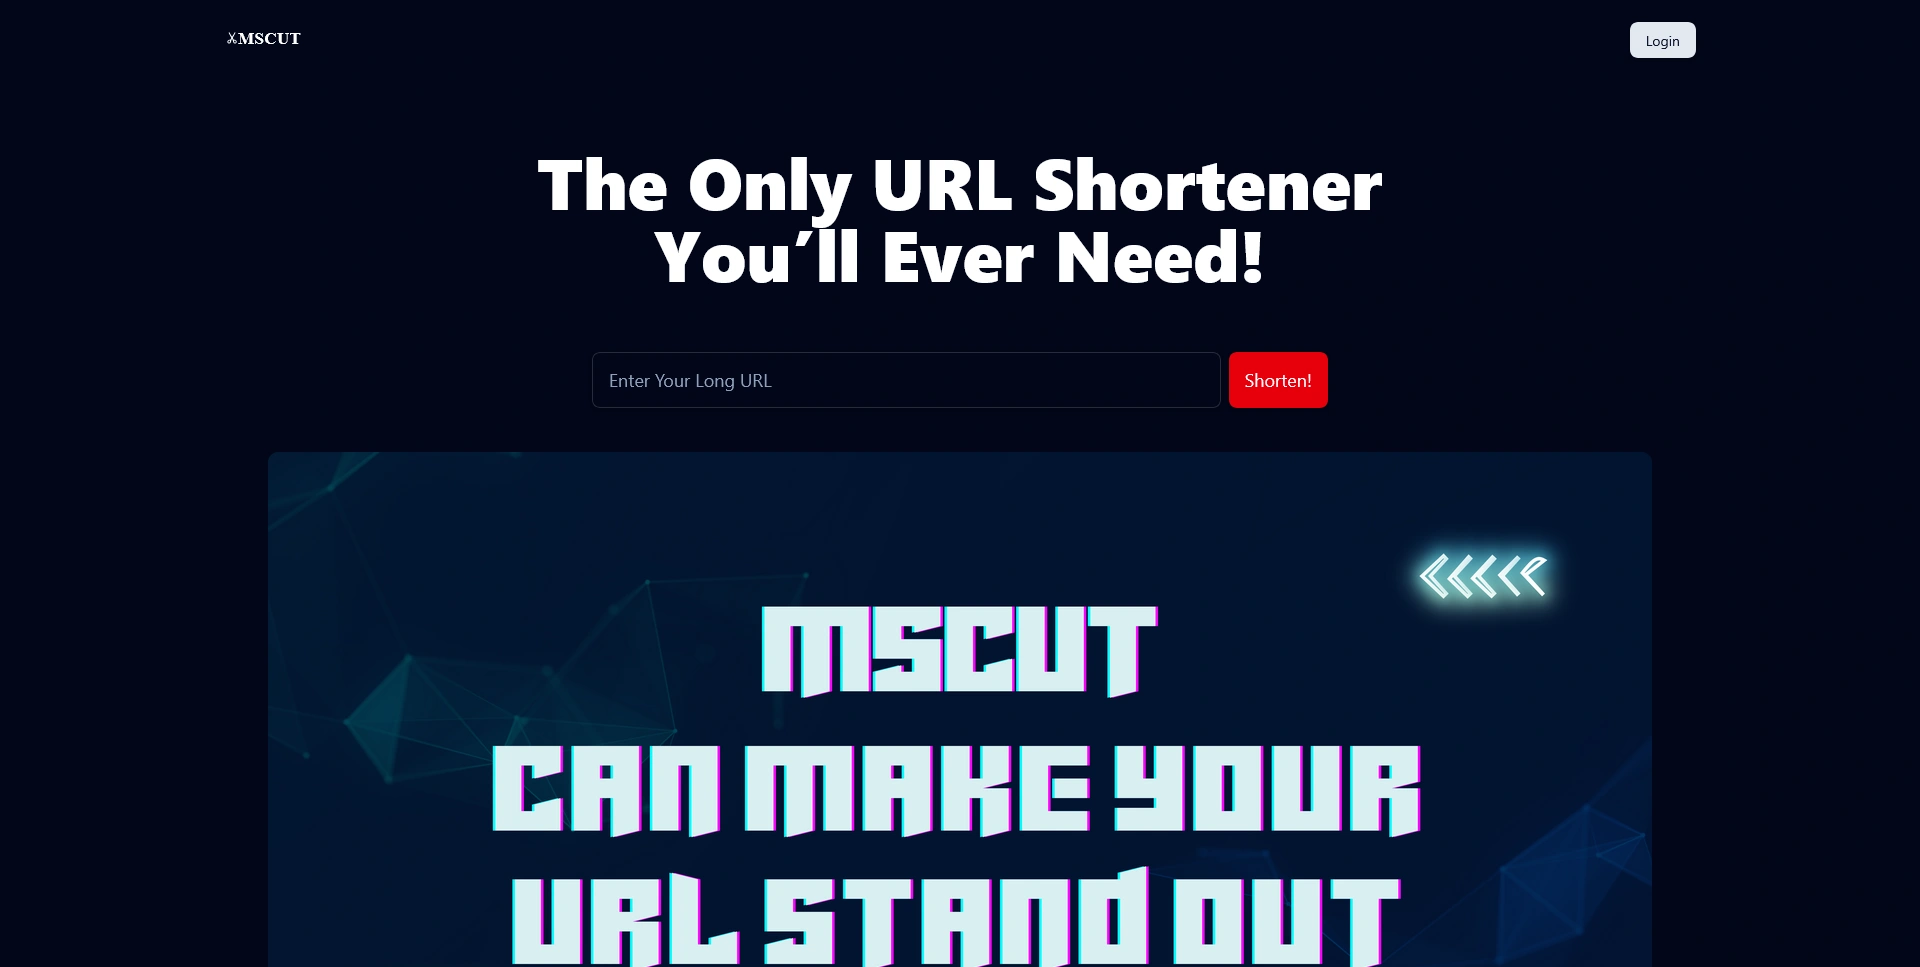 MSCUT
Login
The Only URL Shortener
You’ll Ever Need!
Enter Your Long URL
Shorten!
MSCUT
CAN MAKE YOUR
URL STAND OUT